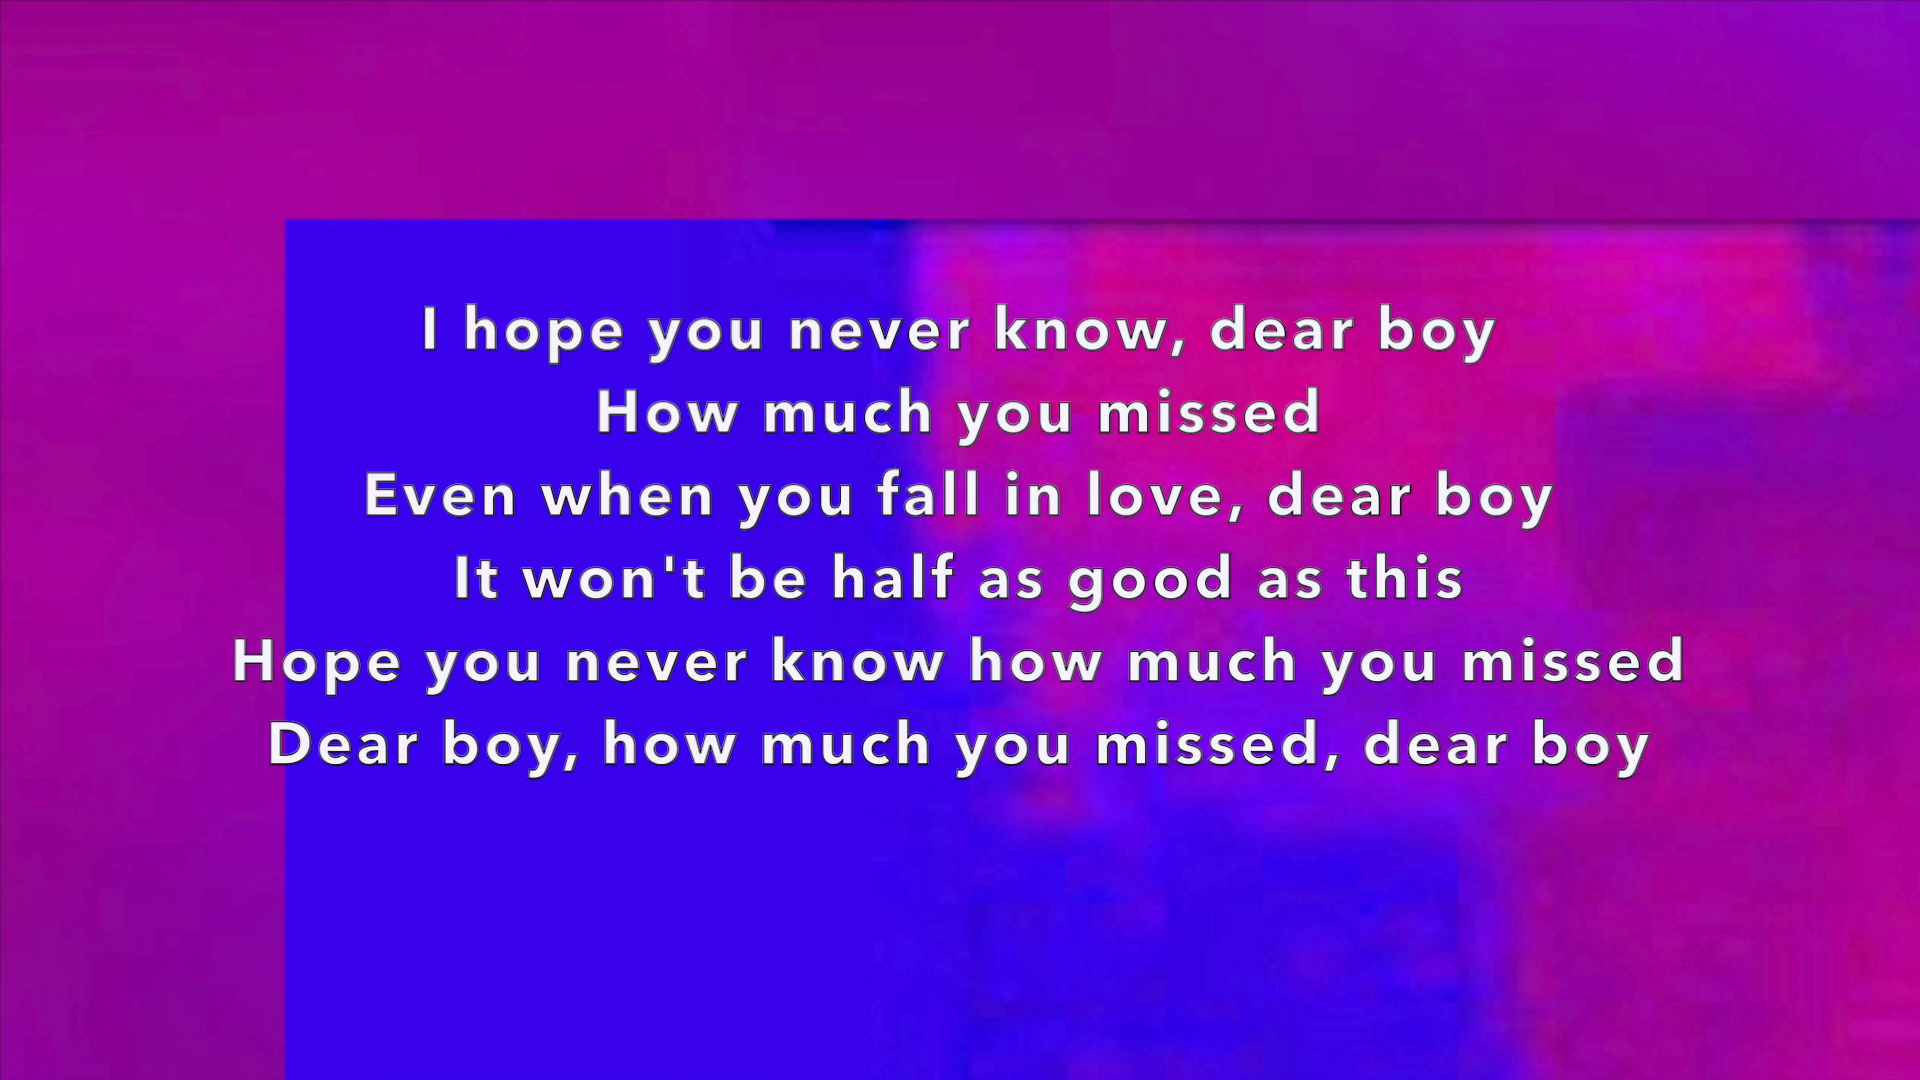 I hope you never know, dear boy
How much you missed
Even when you fall in love, dear boy
It won't be half as good as this
Hope you never know how much you missed
Dear boy, how much you missed, dear boy